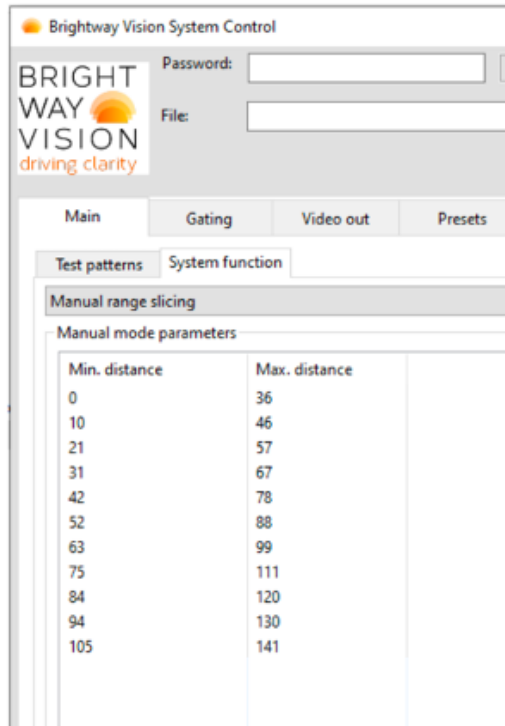 Brightway Vision System Control
BRIGHT
WAY
VISION
driving clarity
Password:
File:
Main Gating Video out Presets
Test patterns System function
Manual range slicing
Manual mode parameters
Min. distance Max. distance
0 36
10 46
21 57
31 67
42 78
52 88
63 99
75 111
84 120
94 130
105 141